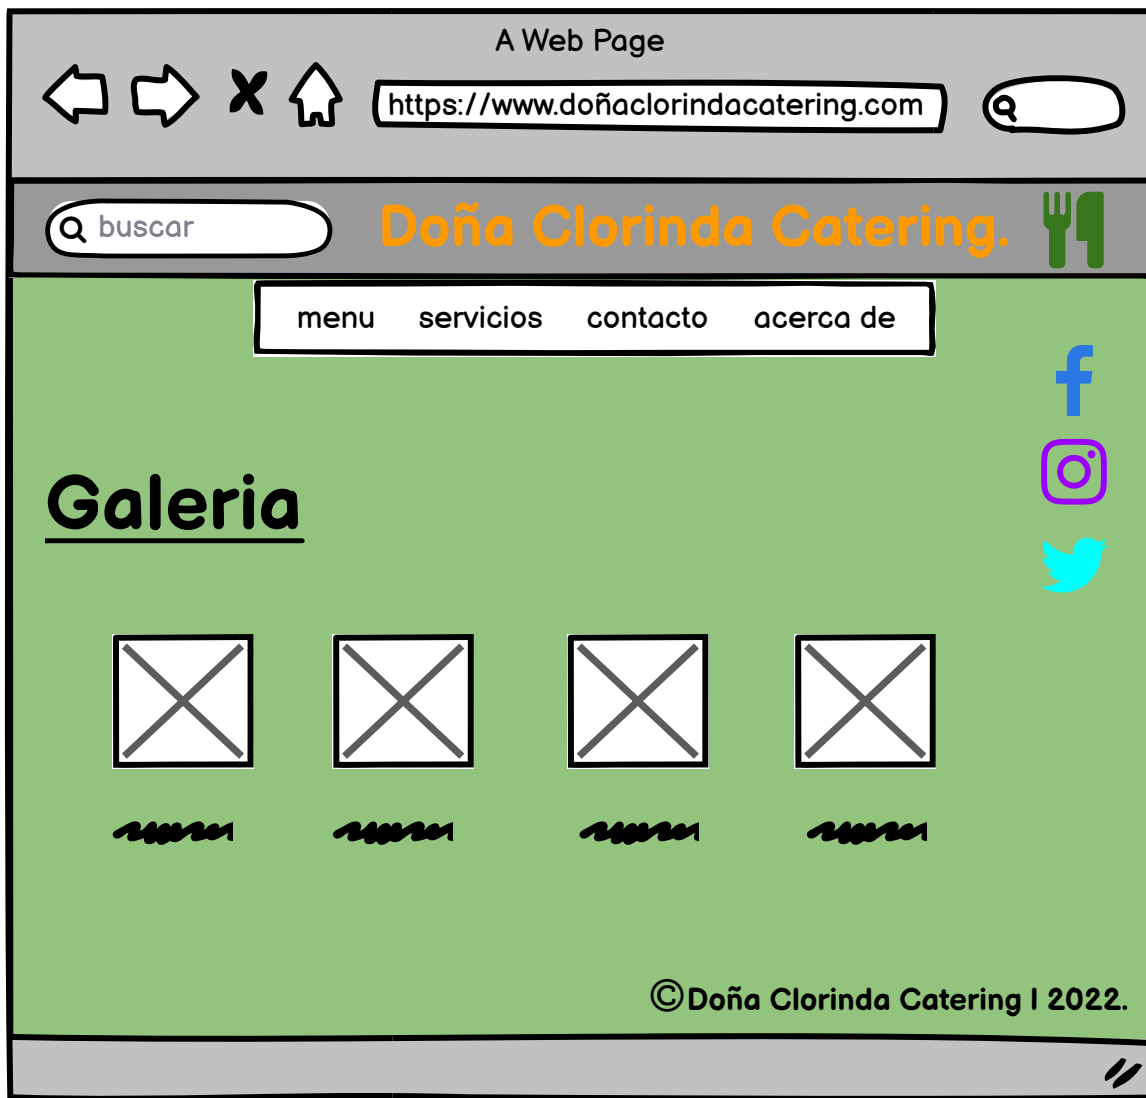 A Web Page
https://www.doñaclorindacatering.com
buscar
Doña Clorinda Catering.
menu servicios contacto acerca de
Galeria
©Doña Clorinda Catering | 2022.